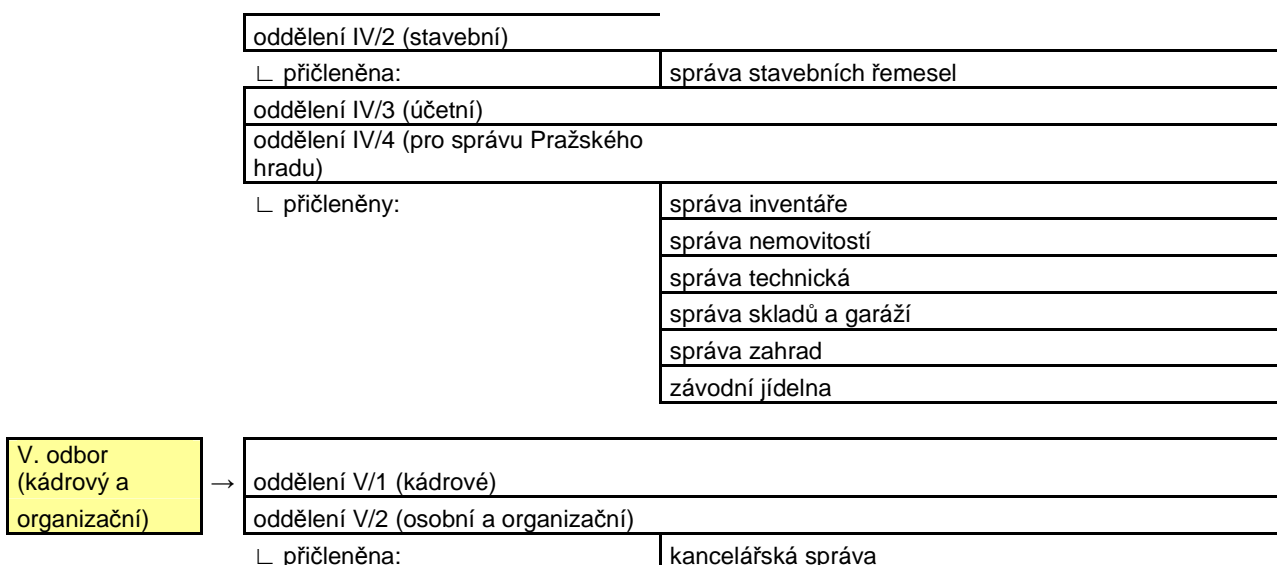 oddělení IV/2 (stavební)
∟ přičleněna: správa stavebních řemesel
oddělení IV/3 (účetní)
oddělení IV/4 (pro správu Pražského
hradu)
∟ přičleněny: správa inventáře
správa nemovitostí
správa technická
správa skladů a garáží
správa zahrad
závodní jídelna
V. odbor
(kádrový a → oddělení V/1 (kádrové)
organizační) oddělení V/2 (osobní a organizační)
∟ přičleněna: kancelářská správa